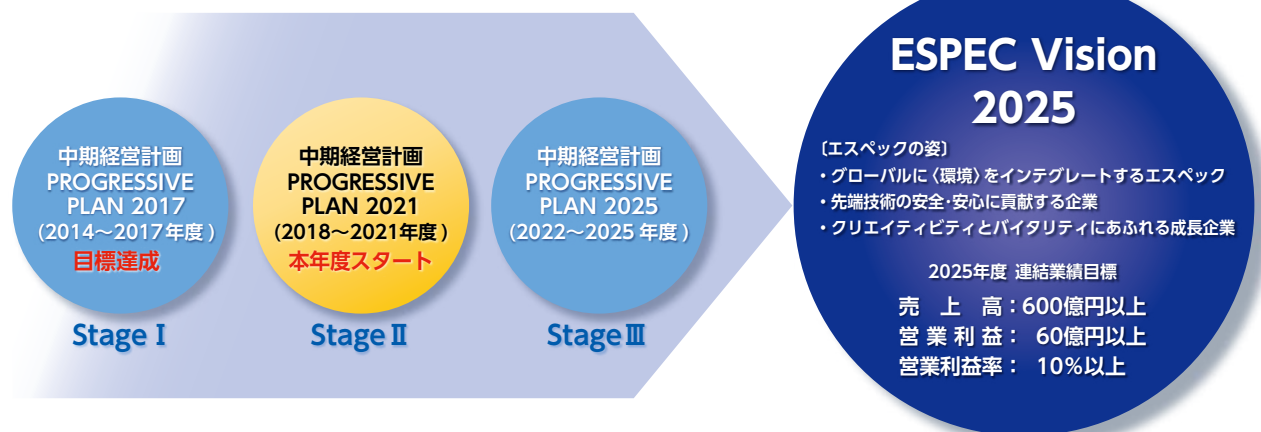 中期経営計画
PROGRESSIVE
PLAN 2017
(2014〜2017年度)
目標達成
Stage Ⅰ
中期経営計画
PROGRESSIVE
PLAN 2021
(2018〜2021年度)
本年度スタート
Stage Ⅱ
中期経営計画
PROGRESSIVE
PLAN 2025
(2022〜2025年度)
Stage Ⅲ
ESPEC Vision
2025
〔エスペックの姿〕
・グローバルに〈環境〉をインテグレートするエスペック
・先端技術の安全・安心に貢献する企業
・クリエイティビティとバイタリティにあふれる成長企業
2025年度 連結業績目標
売 上 高：600億円以上
営業利益： 60億円以上
営業利益率： 10%以上